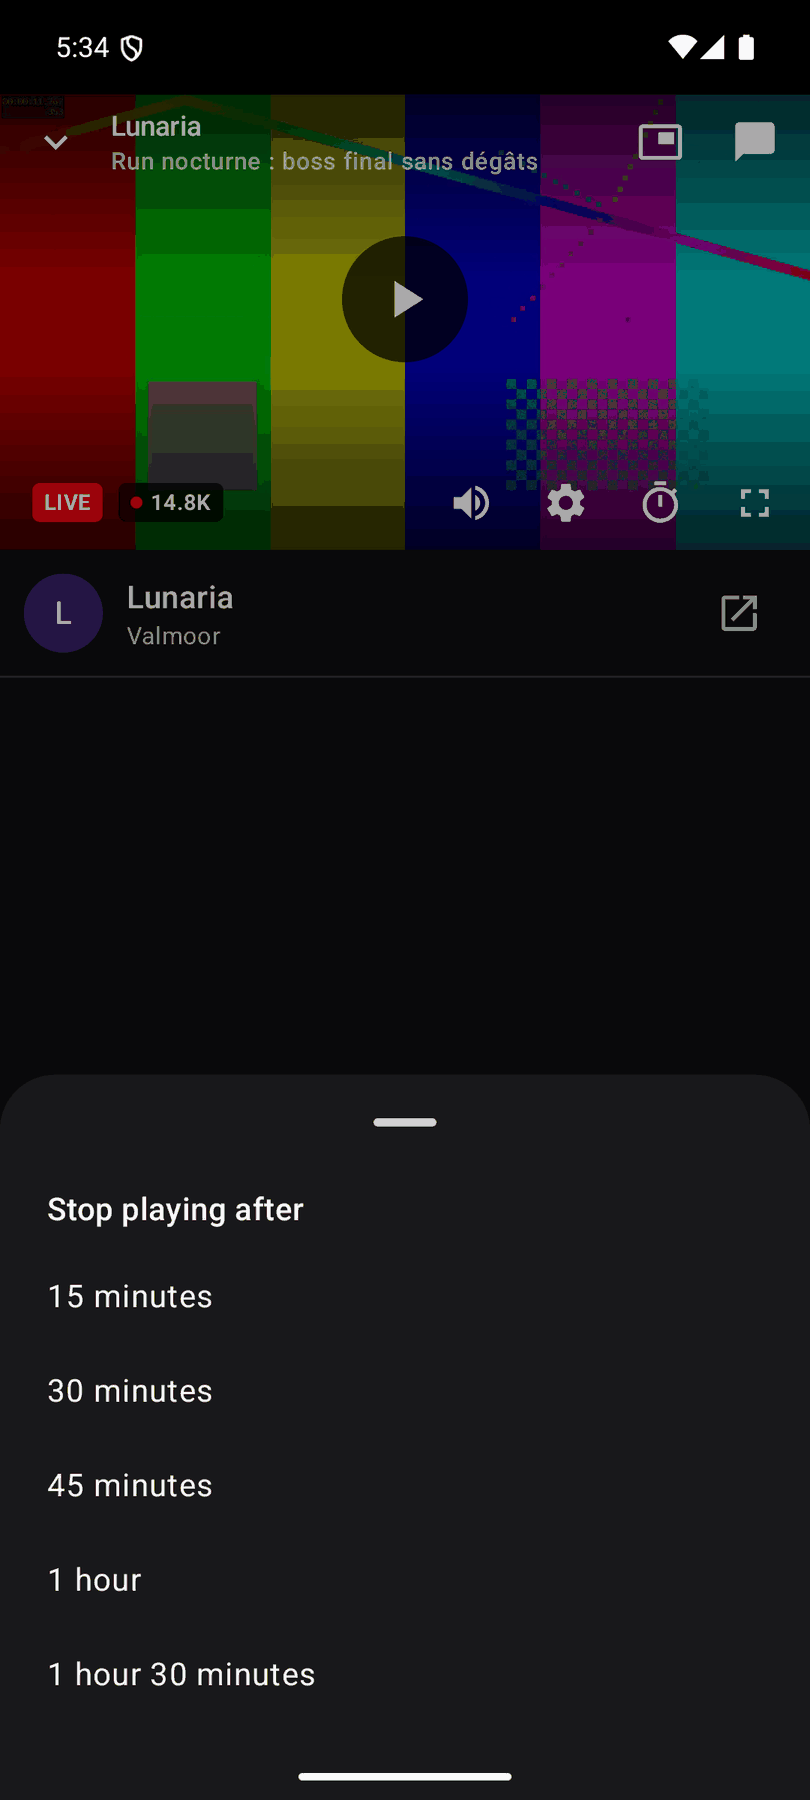 5:34
Lunaria
Run nocturne : boss final sans dégâts
LIVE
14.8K
L
Lunaria
Valmoor
Stop playing after
15 minutes
30 minutes
45 minutes
1 hour
1 hour 30 minutes